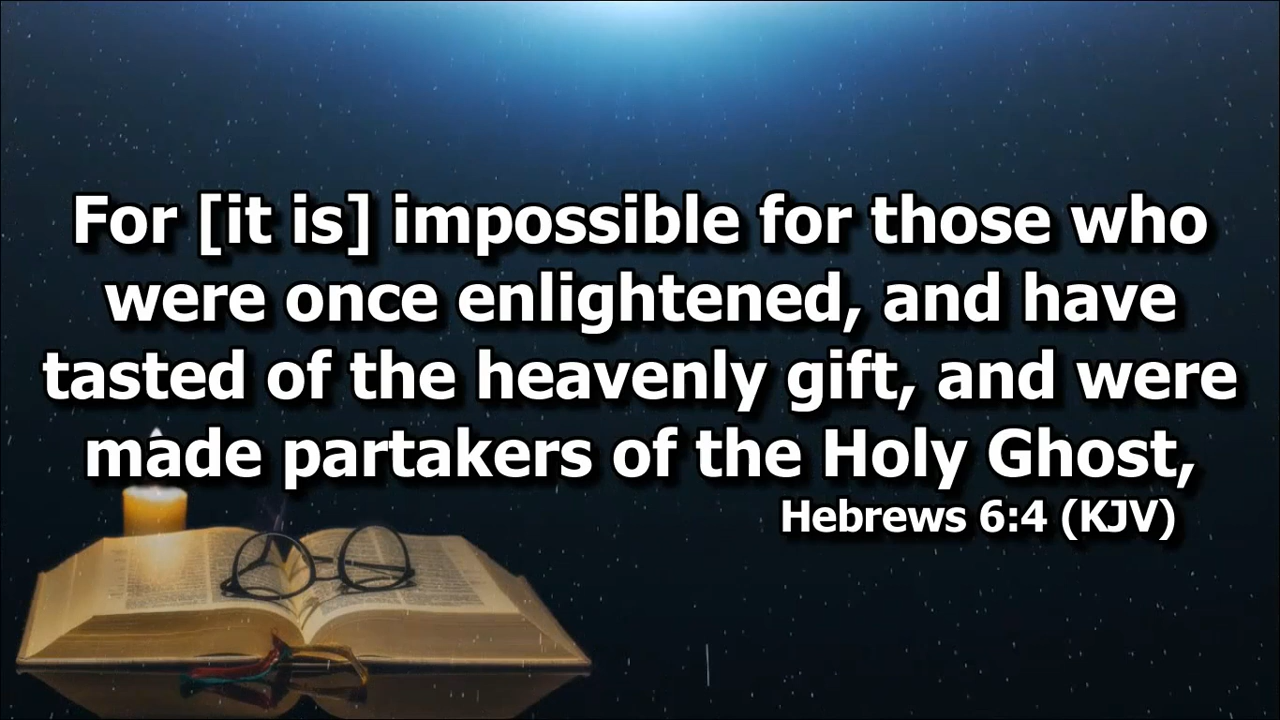 For [it is] impossible for those who
were once enlightened, and have
tasted of the heavenly gift, and were
made partakers of the Holy Ghost,
Hebrews 6:4 (KJV)